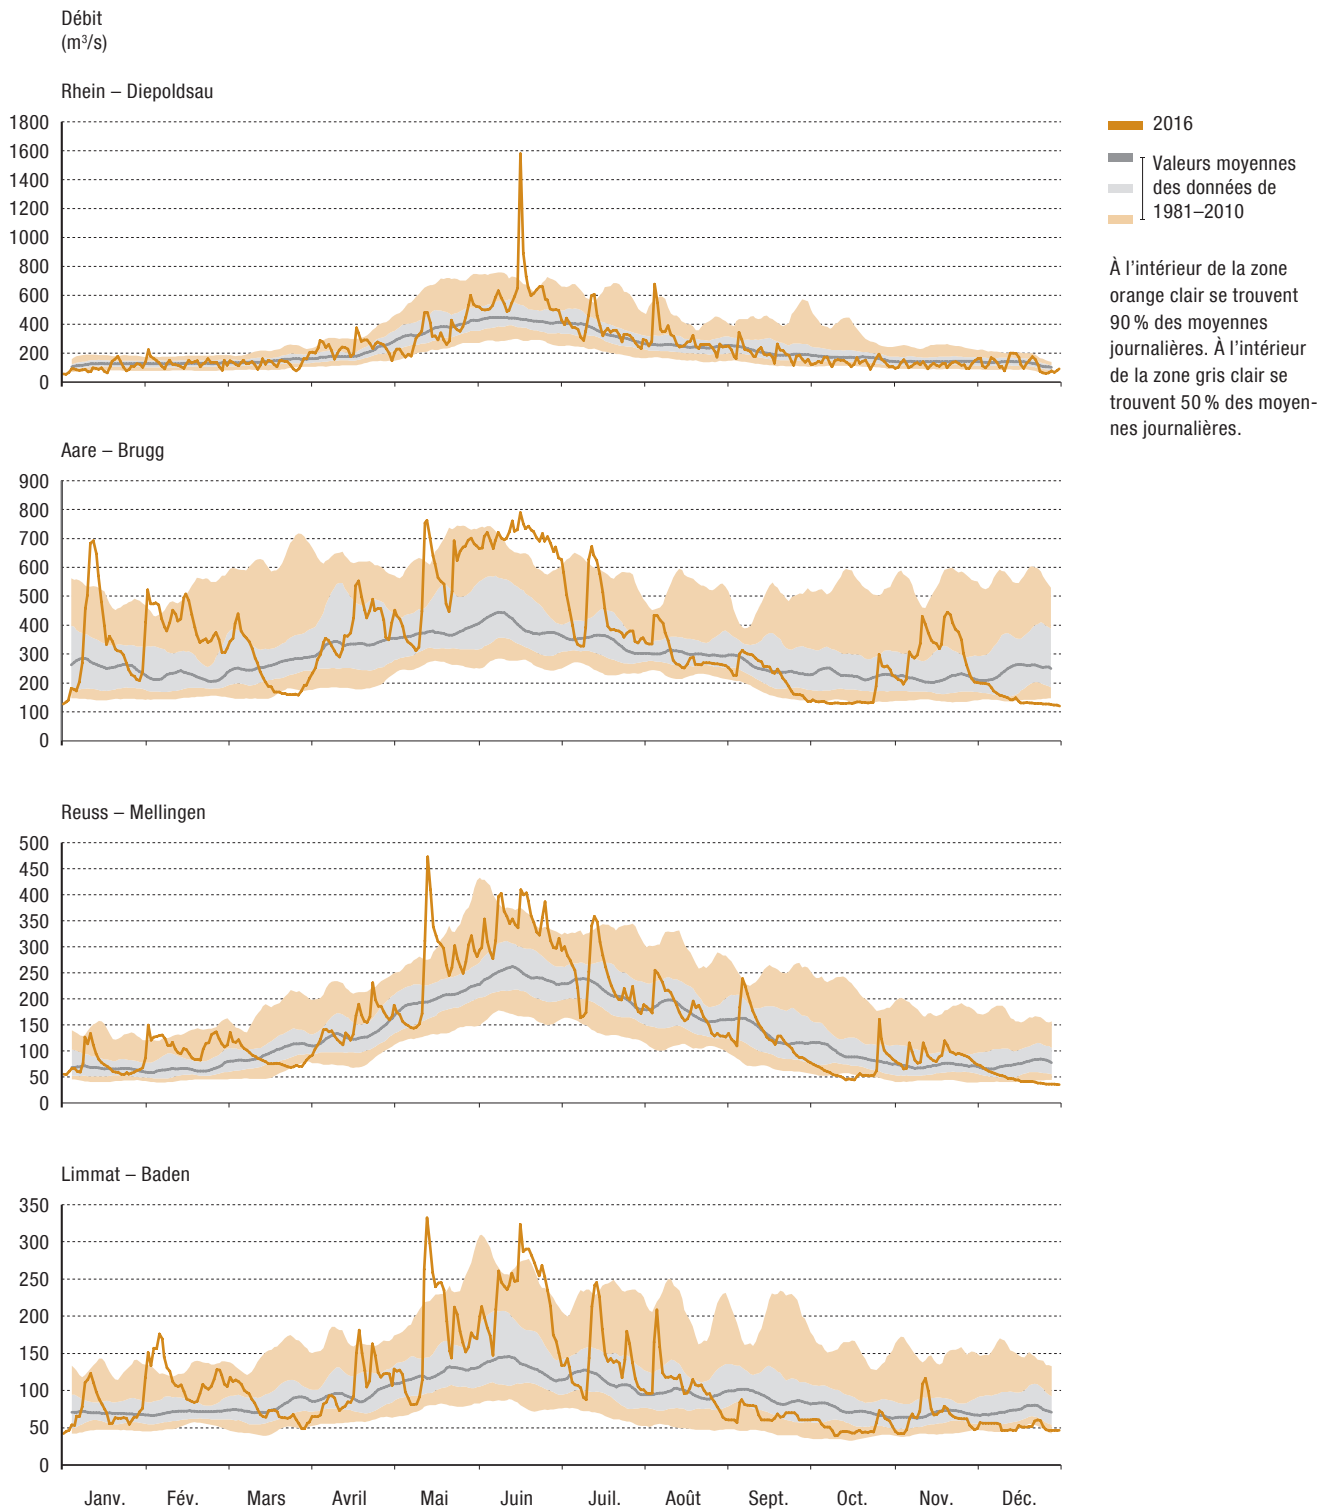 Débit
(m³/s)
Rhein – Diepoldsau
1800
1600
1400
1200
1000
800
600
400
200
0
2016
Valeurs moyennes
des données de
1981–2010
À l’intérieur de la zone
orange clair se trouvent
90 % des moyennes
journalières. À l’intérieur
de la zone gris clair se
trouvent 50 % des moyen-
nes journalières.
Aare – Brugg
900
800
700
600
500
400
300
200
100
0
Reuss – Mellingen
500
450
400
350
300
250
200
150
100
50
0
Limmat – Baden
350
300
250
200
150
100
50
0
Janv. Fév. Mars Avril Mai Juin Juil. Août Sept. Oct. Nov. Déc.